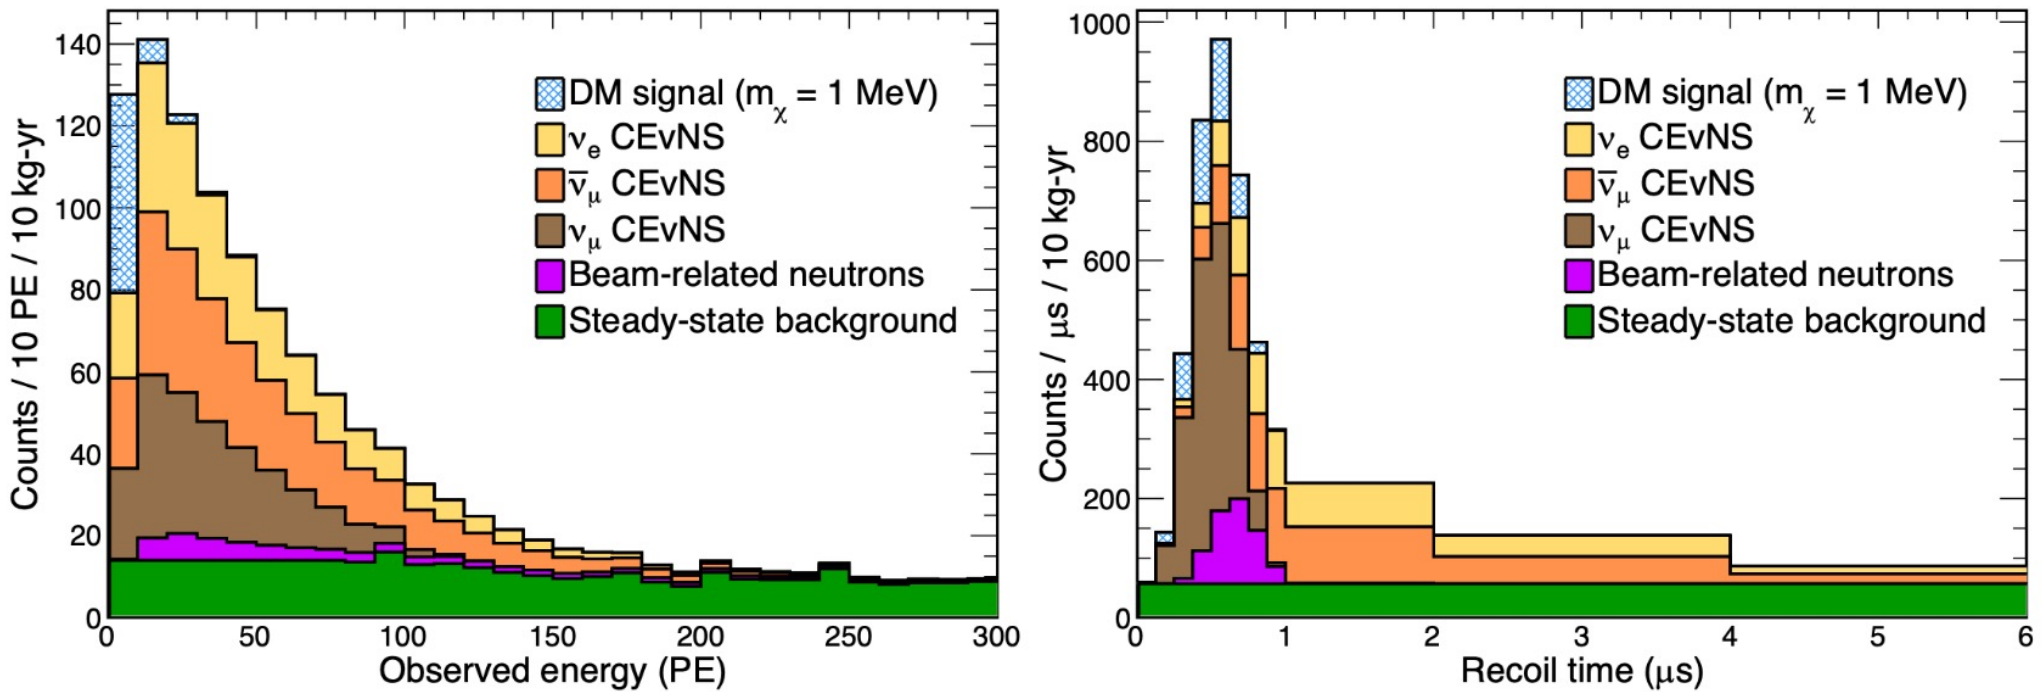 Counts / 10 PE / 10 kg-yr
140
120
100
80
60
40
20
0
DM signal (mχ = 1 MeV)
νe CEvNS
ν̅μ CEvNS
νμ CEvNS
Beam-related neutrons
Steady-state background
0 50 100 150 200 250 300
Observed energy (PE)
Counts / μs / 10 kg-yr
1000
800
600
400
200
0
DM signal (mχ = 1 MeV)
νe CEvNS
ν̅μ CEvNS
νμ CEvNS
Beam-related neutrons
Steady-state background
0 1 2 3 4 5 6
Recoil time (μs)